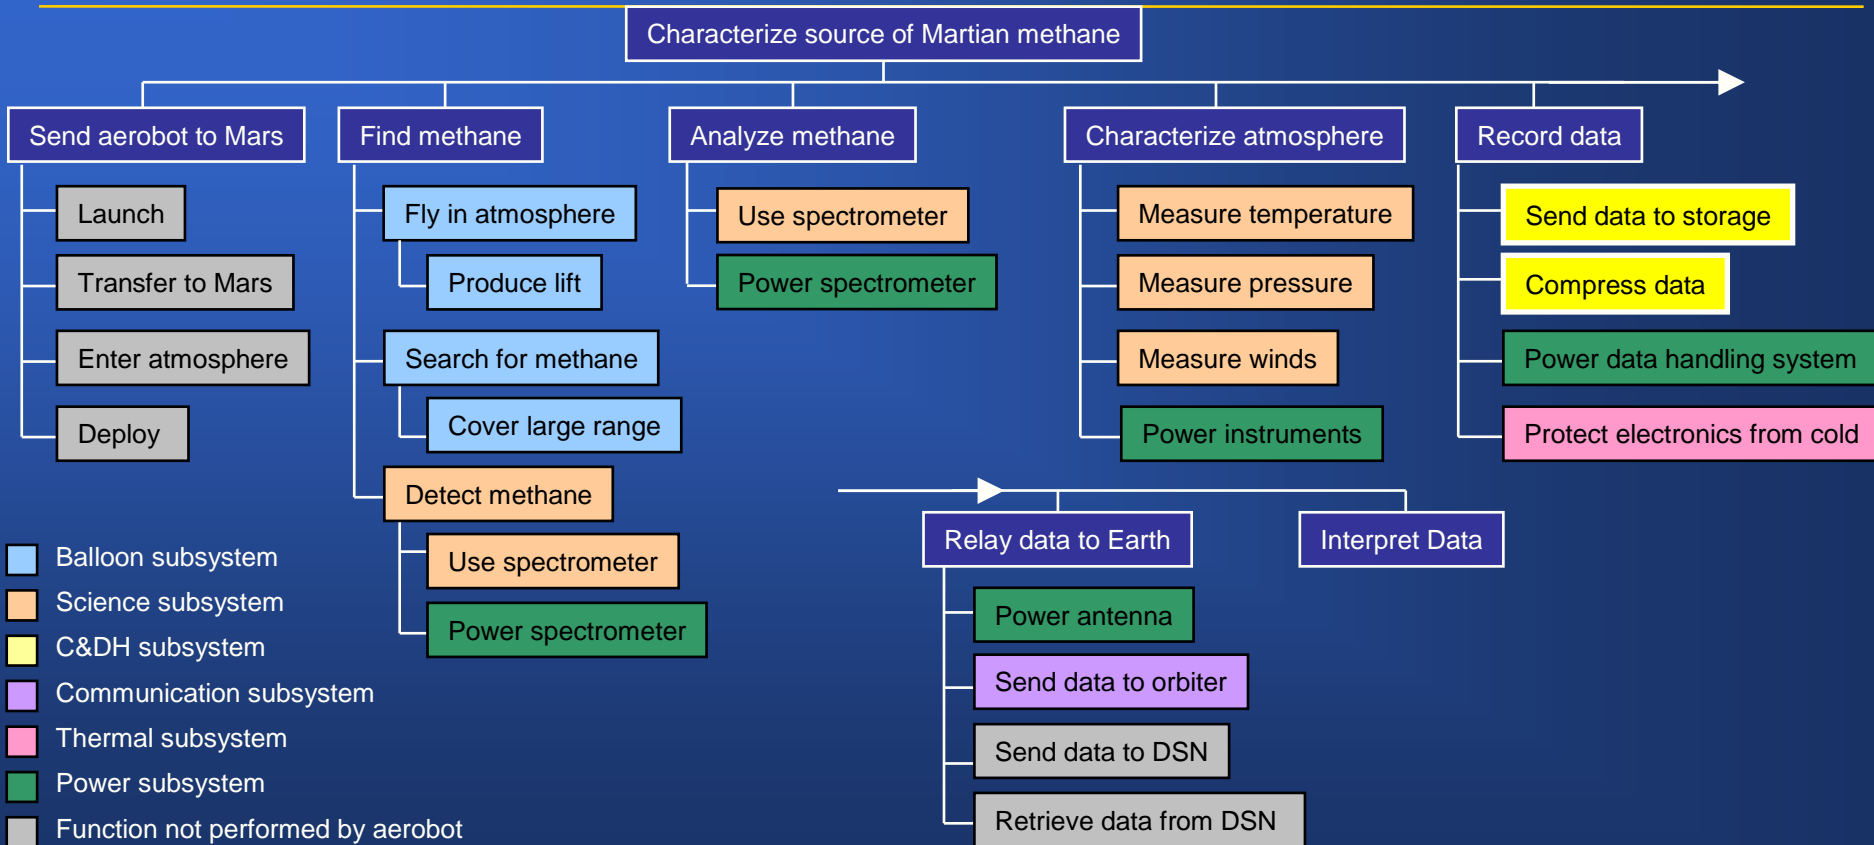 Characterize source of Martian methane
Send aerobot to Mars
Launch
Transfer to Mars
Enter atmosphere
Deploy
Find methane
Fly in atmosphere
Produce lift
Search for methane
Cover large range
Detect methane
Use spectrometer
Power spectrometer
Analyze methane
Use spectrometer
Power spectrometer
Characterize atmosphere
Measure temperature
Measure pressure
Measure winds
Power instruments
Record data
Send data to storage
Compress data
Power data handling system
Protect electronics from cold
Relay data to Earth
Power antenna
Send data to orbiter
Send data to DSN
Retrieve data from DSN
Interpret Data
Balloon subsystem
Science subsystem
C&DH subsystem
Communication subsystem
Thermal subsystem
Power subsystem
Function not performed by aerobot